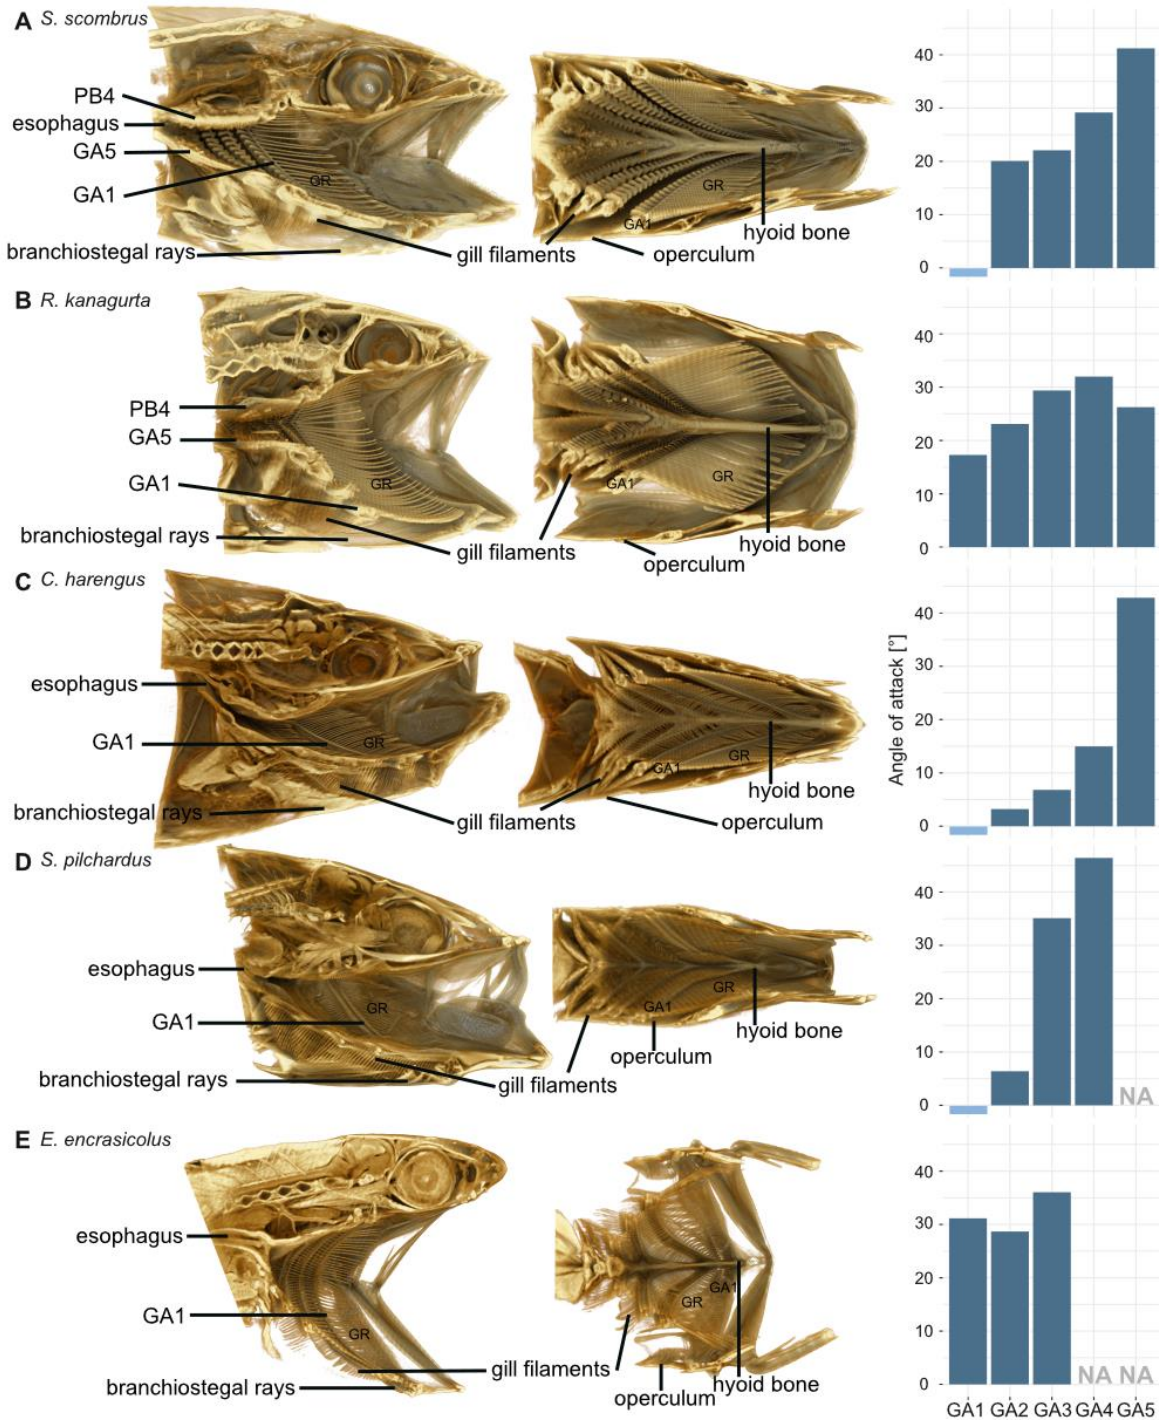 A S. scombrus
PB4
esophagus
GA5
GA1
GR
branchiostegal rays
gill filaments
GR
GA1
hyoid bone
operculum
40
30
20
10
0
B R. kanagurta
PB4
GA5
GA1
GR
branchiostegal rays
gill filaments
GA1
GR
hyoid bone
operculum
40
30
20
10
0
C C. harengus
esophagus
GA1
GR
branchiostegal rays
gill filaments
GA1
GR
hyoid bone
operculum
Angle of attack [°]
40
30
20
10
0
D S. pilchardus
esophagus
GR
GA1
branchiostegal rays
gill filaments
GR
GA1
hyoid bone
operculum
40
30
20
10
0
NA
E E. encrasicolus
esophagus
GA1
GR
branchiostegal rays
gill filaments
GA1
GR
hyoid bone
operculum
40
30
20
10
0
NA NA
GA1 GA2 GA3 GA4 GA5